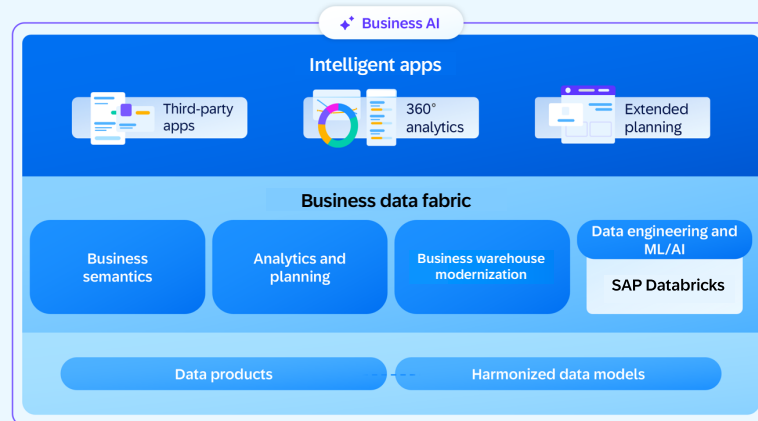 Business AI
Intelligent apps
Third-party
apps
360°
analytics
Extended
planning
Business data fabric
Business
semantics
Analytics and
planning
Business warehouse
modernization
Data engineering and
ML/AI
SAP Databricks
Data products
Harmonized data models